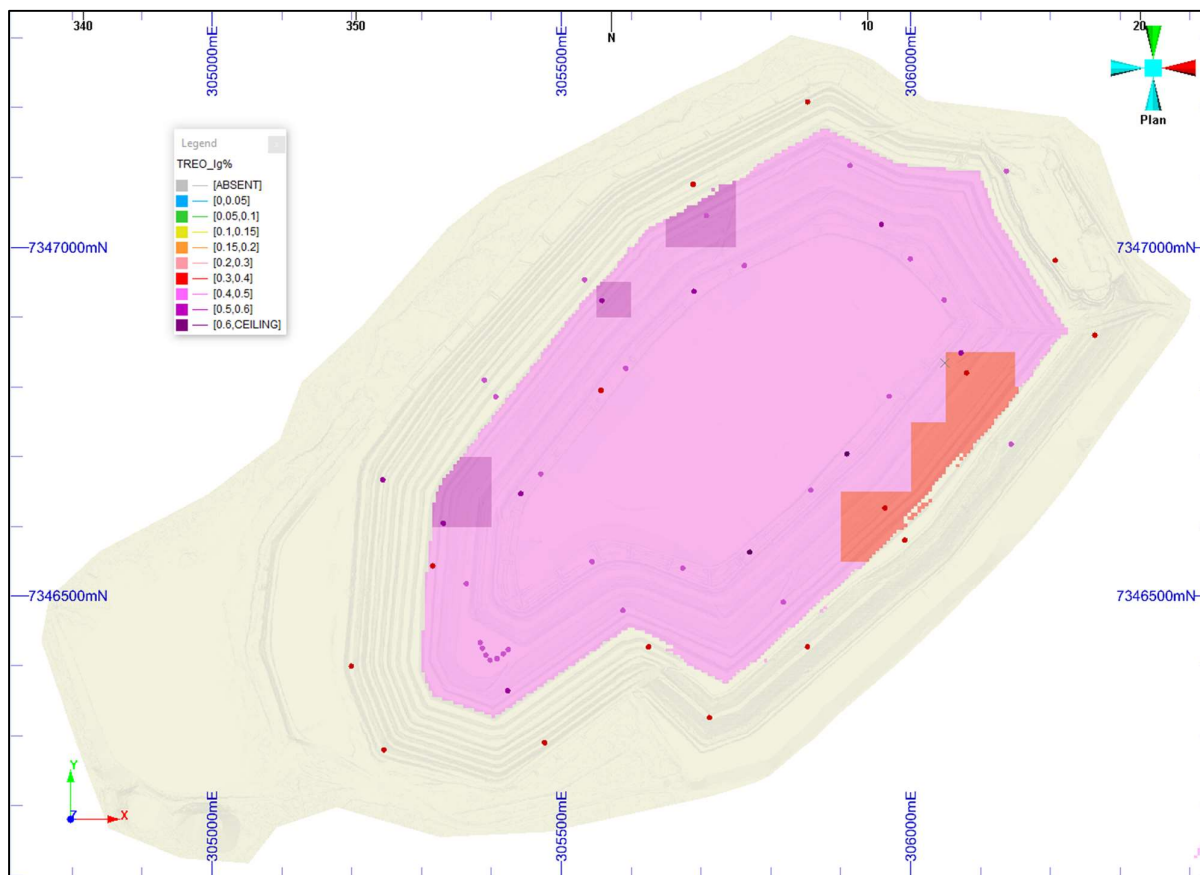 340
350
N
10
20
305000mE
305500mE
306000mE
Plan
Legend
TREO_Ig%
[ABSENT]
[0,0.05]
[0.05,0.1]
[0.1,0.15]
[0.15,0.2]
[0.2,0.3]
[0.3,0.4]
[0.4,0.5]
[0.5,0.6]
[0.6,CEILING]
7347000mN
7347000mN
7346500mN
7346500mN
Y
Z
X
305000mE
305500mE
306000mE